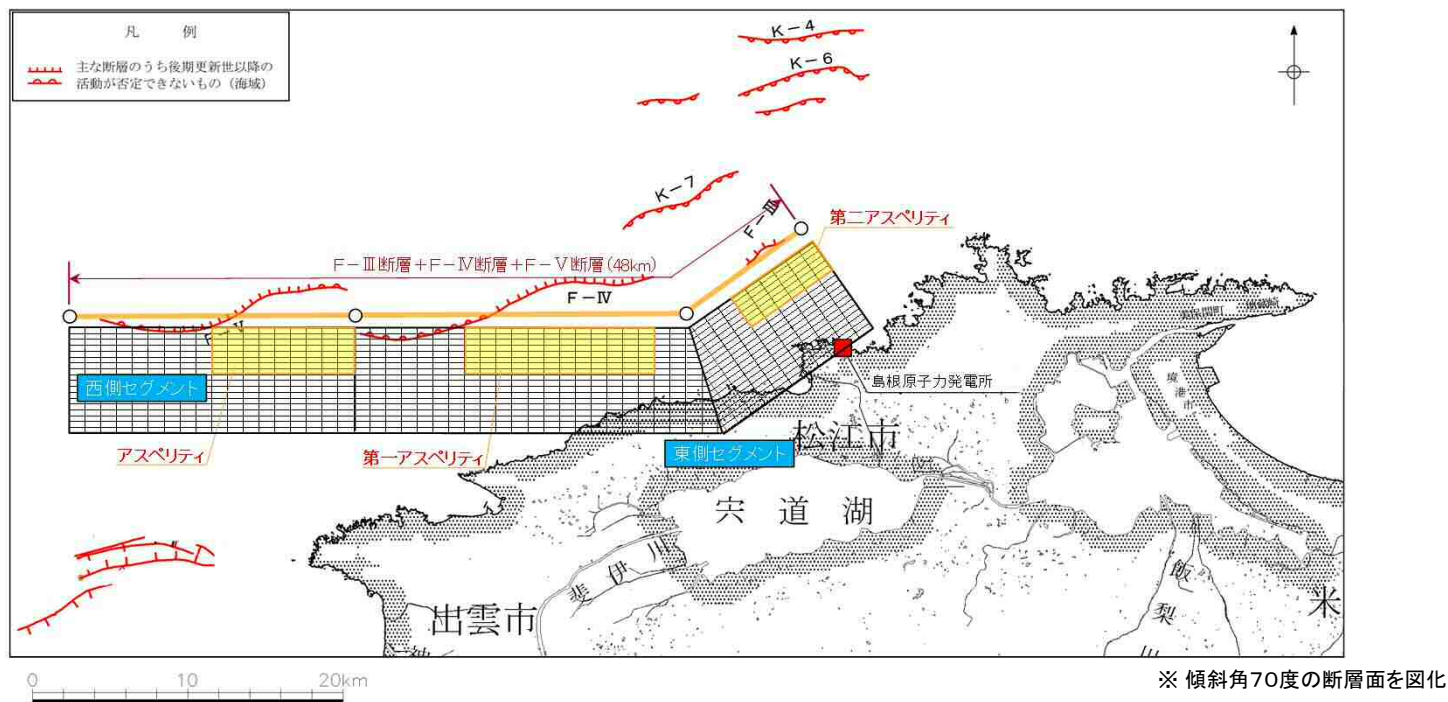 凡 例
主な断層のうち後期更新世以降の
活動が否定できないもの（海域）
K－4
K－6
K－7
F－Ⅲ
第二アスペリティ
F－Ⅲ断層＋F－Ⅳ断層＋F－Ⅴ断層(48km)
F－Ⅳ
F－Ⅴ
西側セグメント
島根原子力発電所
境港市
アスペリティ
第一アスペリティ
東側セグメント
松江市
宍道湖
斐伊川
出雲市
飯梨川
米
神
0 10 20km
※ 傾斜角70度の断層面を図化